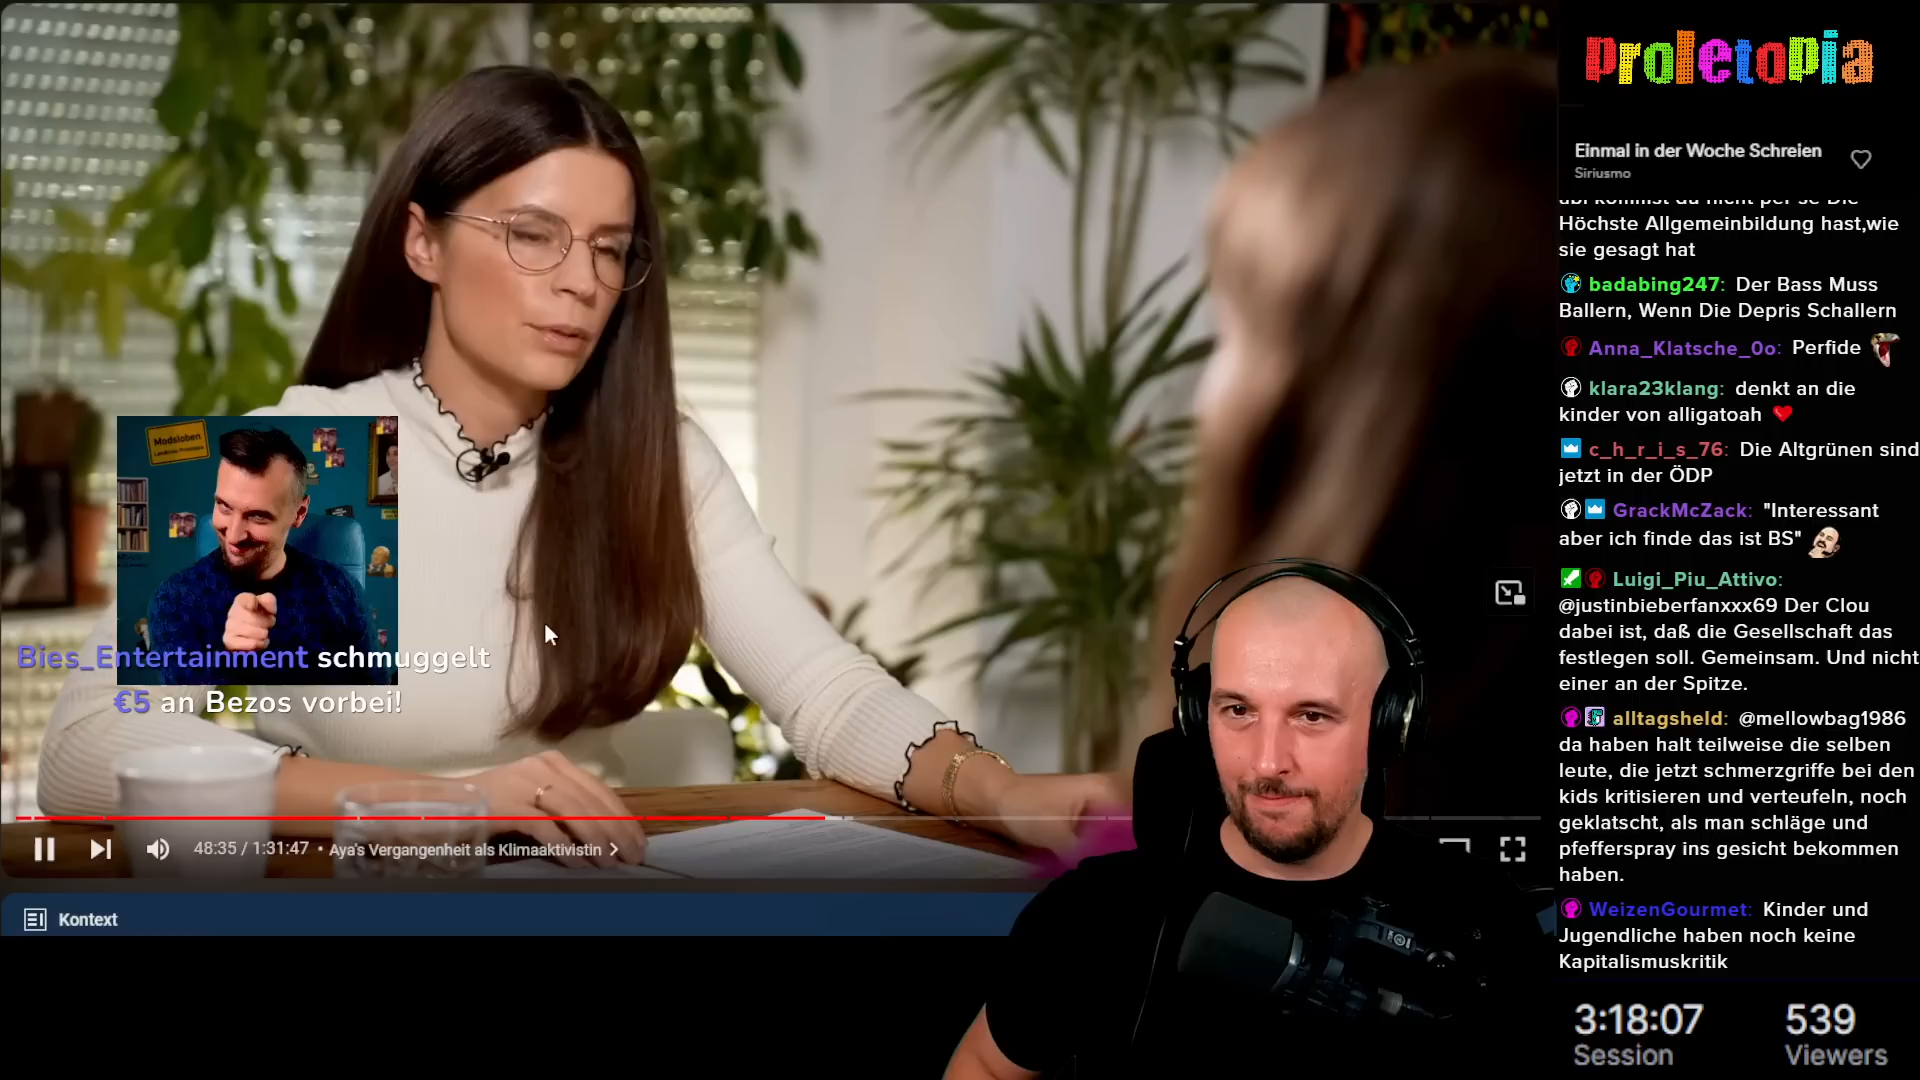 Proletopia
Einmal in der Woche Schreien
Siriusmo
Höchste Allgemeinbildung hast,wie
sie gesagt hat
badabing247: Der Bass Muss
Ballern, Wenn Die Depris Schallern
Anna_Klatsche_0o: Perfide
klara23klang: denkt an die
kinder von alligatoah
c_h_r_i_s_76: Die Altgrünen sind
jetzt in der ÖDP
GrackMcZack: "Interessant
aber ich finde das ist BS"
Luigi_Piu_Attivo:
@justinbieberfanxxx69 Der Clou
dabei ist, daß die Gesellschaft das
festlegen soll. Gemeinsam. Und nicht
einer an der Spitze.
alltagsheld: @mellowbag1986
da haben halt teilweise die selben
leute, die jetzt schmerzgriffe bei den
kids kritisieren und verteufeln, noch
geklatscht, als man schläge und
pfefferspray ins gesicht bekommen
haben.
WeizenGourmet: Kinder und
Jugendliche haben noch keine
Kapitalismuskritik
3:18:07 539
Session Viewers
Modsloben
Bies_Entertainment schmuggelt
€5 an Bezos vorbei!
48:35 / 1:31:47 • Aya's Vergangenheit als Klimaaktivistin
Kontext